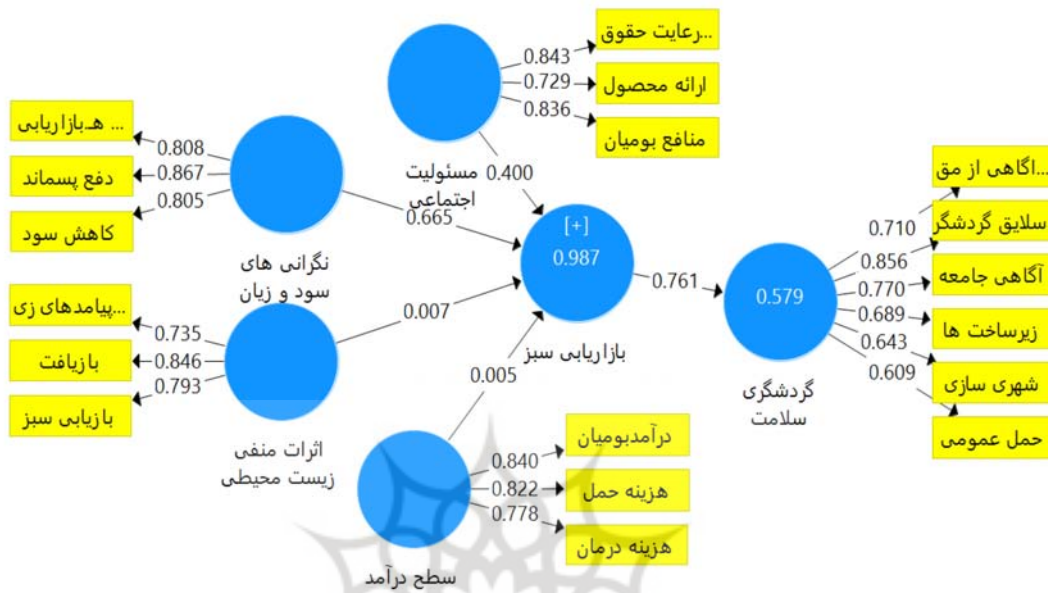 رعایت حقوق...
0.843
ارائه محصول
0.729
منافع بومیان
0.836
مسئولیت
اجتماعی
0.400
هـ.بازاریابی ...
0.808
دفع پسماند
0.867
کاهش سود
0.805
نگرانی های
سود و زیان
0.665
پیامدهای زی...
0.735
بازیافت
0.846
بازیابی سبز
0.793
اثرات منفی
زیست محیطی
0.007
[+]
0.987
بازاریابی سبز
0.761
0.005
درآمدبومیان
0.840
هزینه حمل
0.822
هزینه درمان
0.778
سطح درآمد
0.579
گردشگری
سلامت
اگاهی از مق...
0.710
سلایق گردشگر
0.856
آگاهی جامعه
0.770
زیرساخت ها
0.689
شهری سازی
0.643
حمل عمومی
0.609